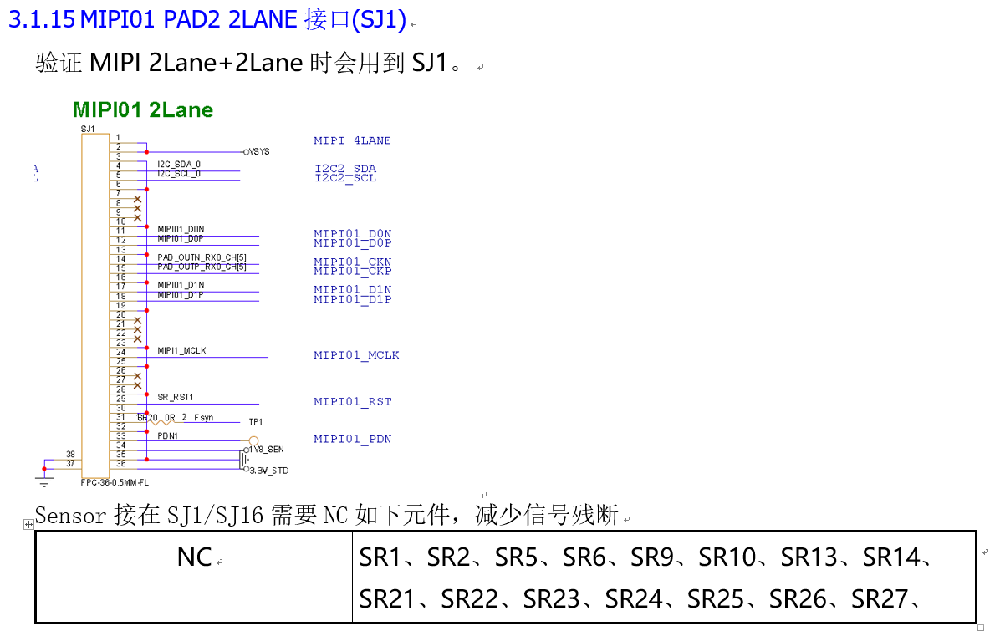 3.1.15 MIPI01 PAD2 2LANE 接口(SJ1)
验证 MIPI 2Lane+2Lane 时会用到 SJ1。
MIPI01 2Lane
SJ1
1
MIPI 4LANE
2
VSYS
3
4
I2C_SDA_0
I2C2_SDA
5
I2C_SCL_0
I2C2_SCL
6
7
8
9
10
11
MIPI01_D0N
MIPI01_D0N
12
MIPI01_D0P
MIPI01_D0P
13
14
PAD_OUTN_RX0_CH[5]
MIPI01_CKN
15
PAD_OUTP_RX0_CH[5]
MIPI01_CKP
16
17
MIPI01_D1N
MIPI01_D1N
18
MIPI01_D1P
MIPI01_D1P
19
20
21
22
23
24
MIPI1_MCLK
MIPI01_MCLK
25
26
27
28
29
SR_RST1
MIPI01_RST
30
31
SR20 0R 2 Fsyn
TP1
32
33
PDN1
MIPI01_PDN
34
1V8_SEN
35
36
3.3V_STD
38
37
FPC-36-0.5MM-FL
Sensor 接在 SJ1/SJ16 需要 NC 如下元件，减少信号残断
NC
SR1、SR2、SR5、SR6、SR9、SR10、SR13、SR14、
SR21、SR22、SR23、SR24、SR25、SR26、SR27、